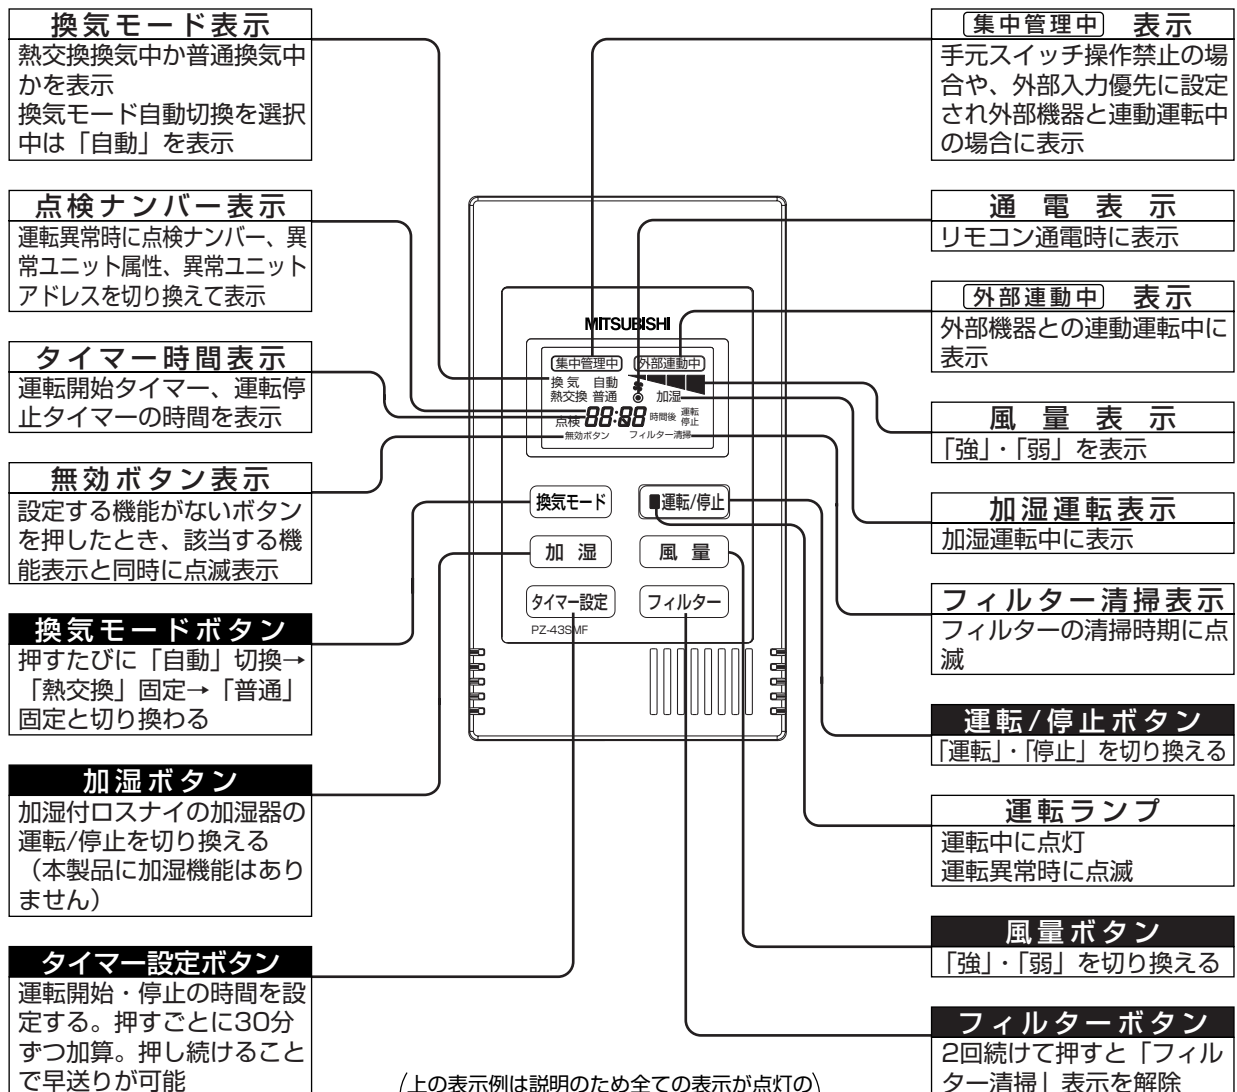 換気モード表示
熱交換換気中か普通換気中
かを表示
換気モード自動切換を選択
中は「自動」を表示
点検ナンバー表示
運転異常時に点検ナンバー、異
常ユニット属性、異常ユニット
アドレスを切り換えて表示
タイマー時間表示
運転開始タイマー、運転停
止タイマーの時間を表示
無効ボタン表示
設定する機能がないボタン
を押したとき、該当する機
能表示と同時に点滅表示
換気モードボタン
押すたびに「自動」切換→
「熱交換」固定→「普通」
固定と切り換わる
加湿ボタン
加湿付ロスナイの加湿器の
運転/停止を切り換える
（本製品に加湿機能はあり
ません）
タイマー設定ボタン
運転開始・停止の時間を設
定する。押すごとに30分
ずつ加算。押し続けること
で早送りが可能
MITSUBISHI
集中管理中 外部連動中
換気 自動
熱交換 普通 加湿
点検 88:88 時間後 運転
停止
無効ボタン フィルター清掃
換気モード 運転/停止
加 湿 風 量
タイマー設定 フィルター
PZ-43SMF
(上の表示例は説明のため全ての表示が点灯の)
集中管理中 表示
手元スイッチ操作禁止の場
合や、外部入力優先に設定
され外部機器と連動運転中
の場合に表示
通 電 表 示
リモコン通電時に表示
外部連動中 表示
外部機器との連動運転中に
表示
風 量 表 示
「強」・「弱」を表示
加湿運転表示
加湿運転中に表示
フィルター清掃表示
フィルターの清掃時期に点
滅
運転/停止ボタン
「運転」・「停止」を切り換える
運転ランプ
運転中に点灯
運転異常時に点滅
風量ボタン
「強」・「弱」を切り換える
フィルターボタン
2回続けて押すと「フィル
ター清掃」表示を解除